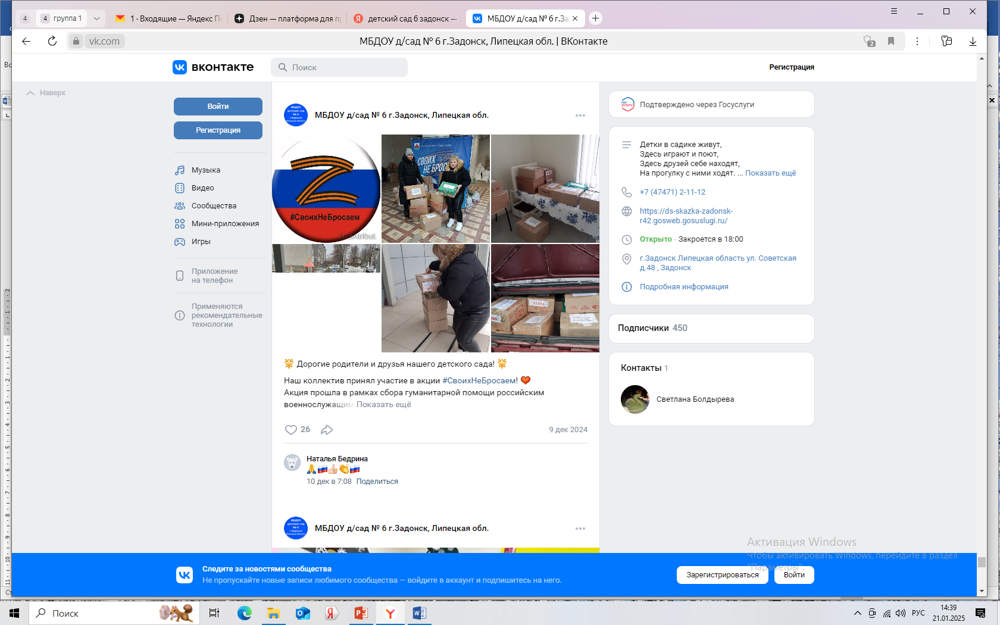 4
4 группа 1
1 · Входящие — Яндекс По
Дзен — платформа для п
детский сад 6 задонск —
МБДОУ д/сад № 6 г.За
vk.com
МБДОУ д/сад № 6 г.Задонск, Липецкая обл. | ВКонтакте
2
вконтакте
Поиск
Регистрация
Наверх
Войти
Регистрация
Музыка
Видео
Сообщества
Мини-приложения
Игры
Приложение
на телефон
Применяются
рекомендательные
технологии
МБДОУ д/сад № 6 г.Задонск, Липецкая обл.
#СвоихНеБросаем
СВОИХ
НЕ БРОС
🎊 Дорогие родители и друзья нашего детского сада! 🎊
Наш коллектив принял участие в акции #СвоихНеБросаем! ❤
Акция прошла в рамках сбора гуманитарной помощи российским
военнослужащим Показать ещё
26
9 дек 2024
Наталья Бедрина
🙏🇷🇺👍👏🇷🇺
10 дек в 7:08 Поделиться
МБДОУ д/сад № 6 г.Задонск, Липецкая обл.
Подтверждено через Госуслуги
Детки в садике живут,
Здесь играют и поют,
Здесь друзей себе находят,
На прогулку с ними ходят. ... Показать ещё
+7 (47471) 2-11-12
https://ds-skazka-zadonsk-
r42.gosweb.gosuslugi.ru/
Открыто · Закроется в 18:00
г.Задонск Липецкая область ул. Советская
д.48 , Задонск
Подробная информация
Подписчики 450
Контакты 1
Светлана Болдырева
Активация Windows
Чтобы активировать Windows, перейдите в раздел
"Параметры".
Следите за новостями сообщества
Не пропускайте новые записи любимого сообщества — войдите в аккаунт и подпишитесь на него.
Зарегистрироваться
Войти
Поиск
РУС
14:39
21.01.2025